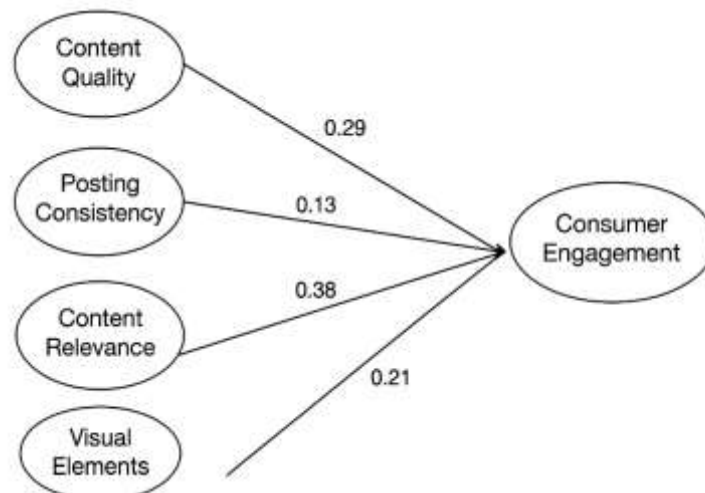 Content
Quality
0.29
Posting
Consistency
0.13
Consumer
Engagement
Content
Relevance
0.38
0.21
Visual
Elements